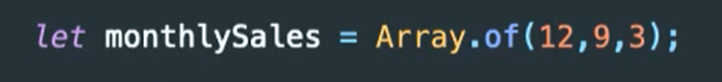 let monthlySales = Array.of(12,9,3);